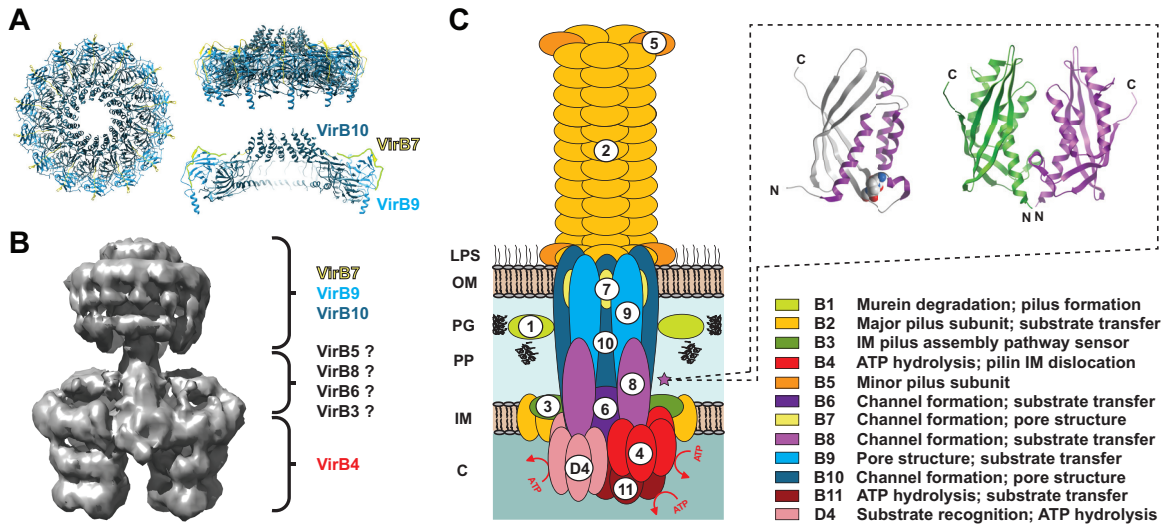 A
VirB10
VirB7
VirB9
B
VirB7
VirB9
VirB10
VirB5 ?
VirB8 ?
VirB6 ?
VirB3 ?
VirB4
C
5
2
LPS
OM
7
9
PG
1
PP
10
8
3
6
IM
4
C
D4
11
ATP
ATP
ATP
C
N
C
C
N N
B1 Murein degradation; pilus formation
B2 Major pilus subunit; substrate transfer
B3 IM pilus assembly pathway sensor
B4 ATP hydrolysis; pilin IM dislocation
B5 Minor pilus subunit
B6 Channel formation; substrate transfer
B7 Channel formation; pore structure
B8 Channel formation; substrate transfer
B9 Pore structure; substrate transfer
B10 Channel formation; pore structure
B11 ATP hydrolysis; substrate transfer
D4 Substrate recognition; ATP hydrolysis